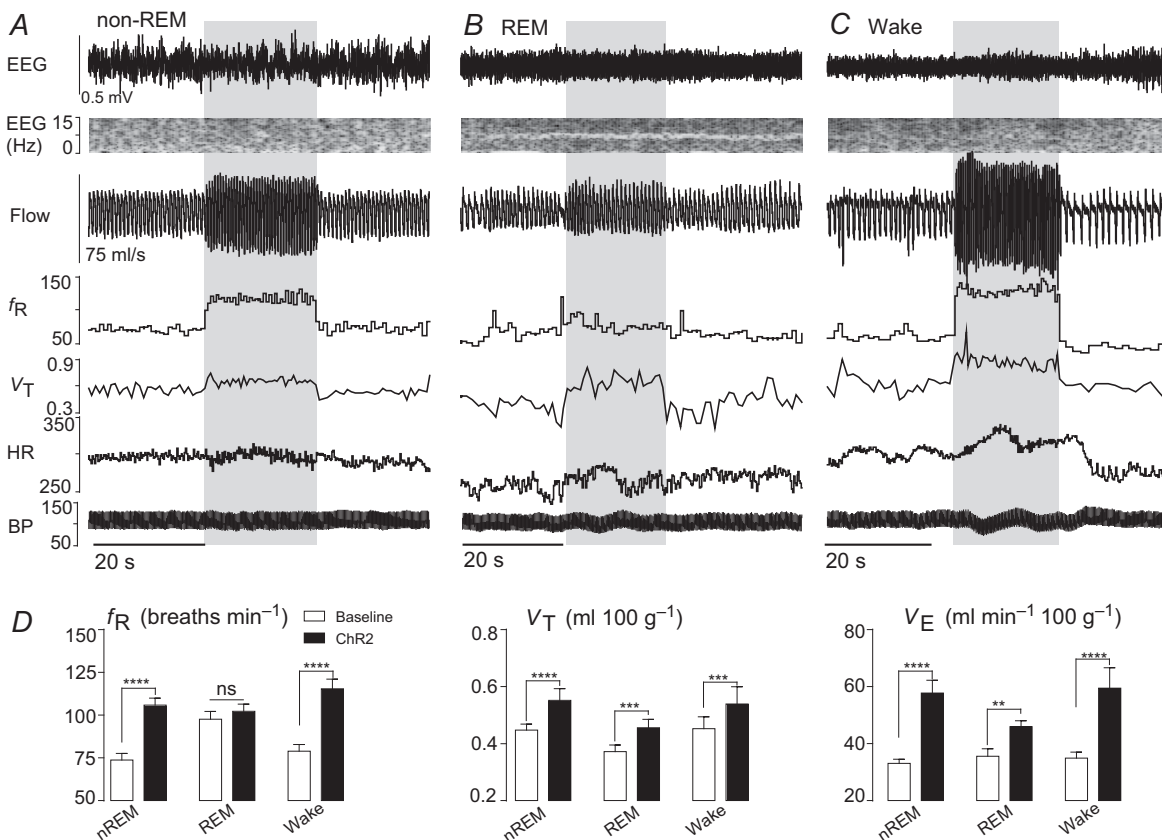 A non-REM B REM C Wake
EEG
0.5 mV
EEG 15
(Hz) 0
Flow
75 ml/s
150
fR
50
0.9
VT
0.3
350
HR
250
150
BP
50
20 s 20 s 20 s
D fR (breaths min–1) VT (ml 100 g–1) VE (ml min–1 100 g–1)
Baseline
ChR2
150 0.8 80
125 0.6 60
100 0.4 40
75 0.2 20
50
**** ns ****
**** *** ***
**** ** ****
nREM REM Wake nREM REM Wake nREM REM Wake